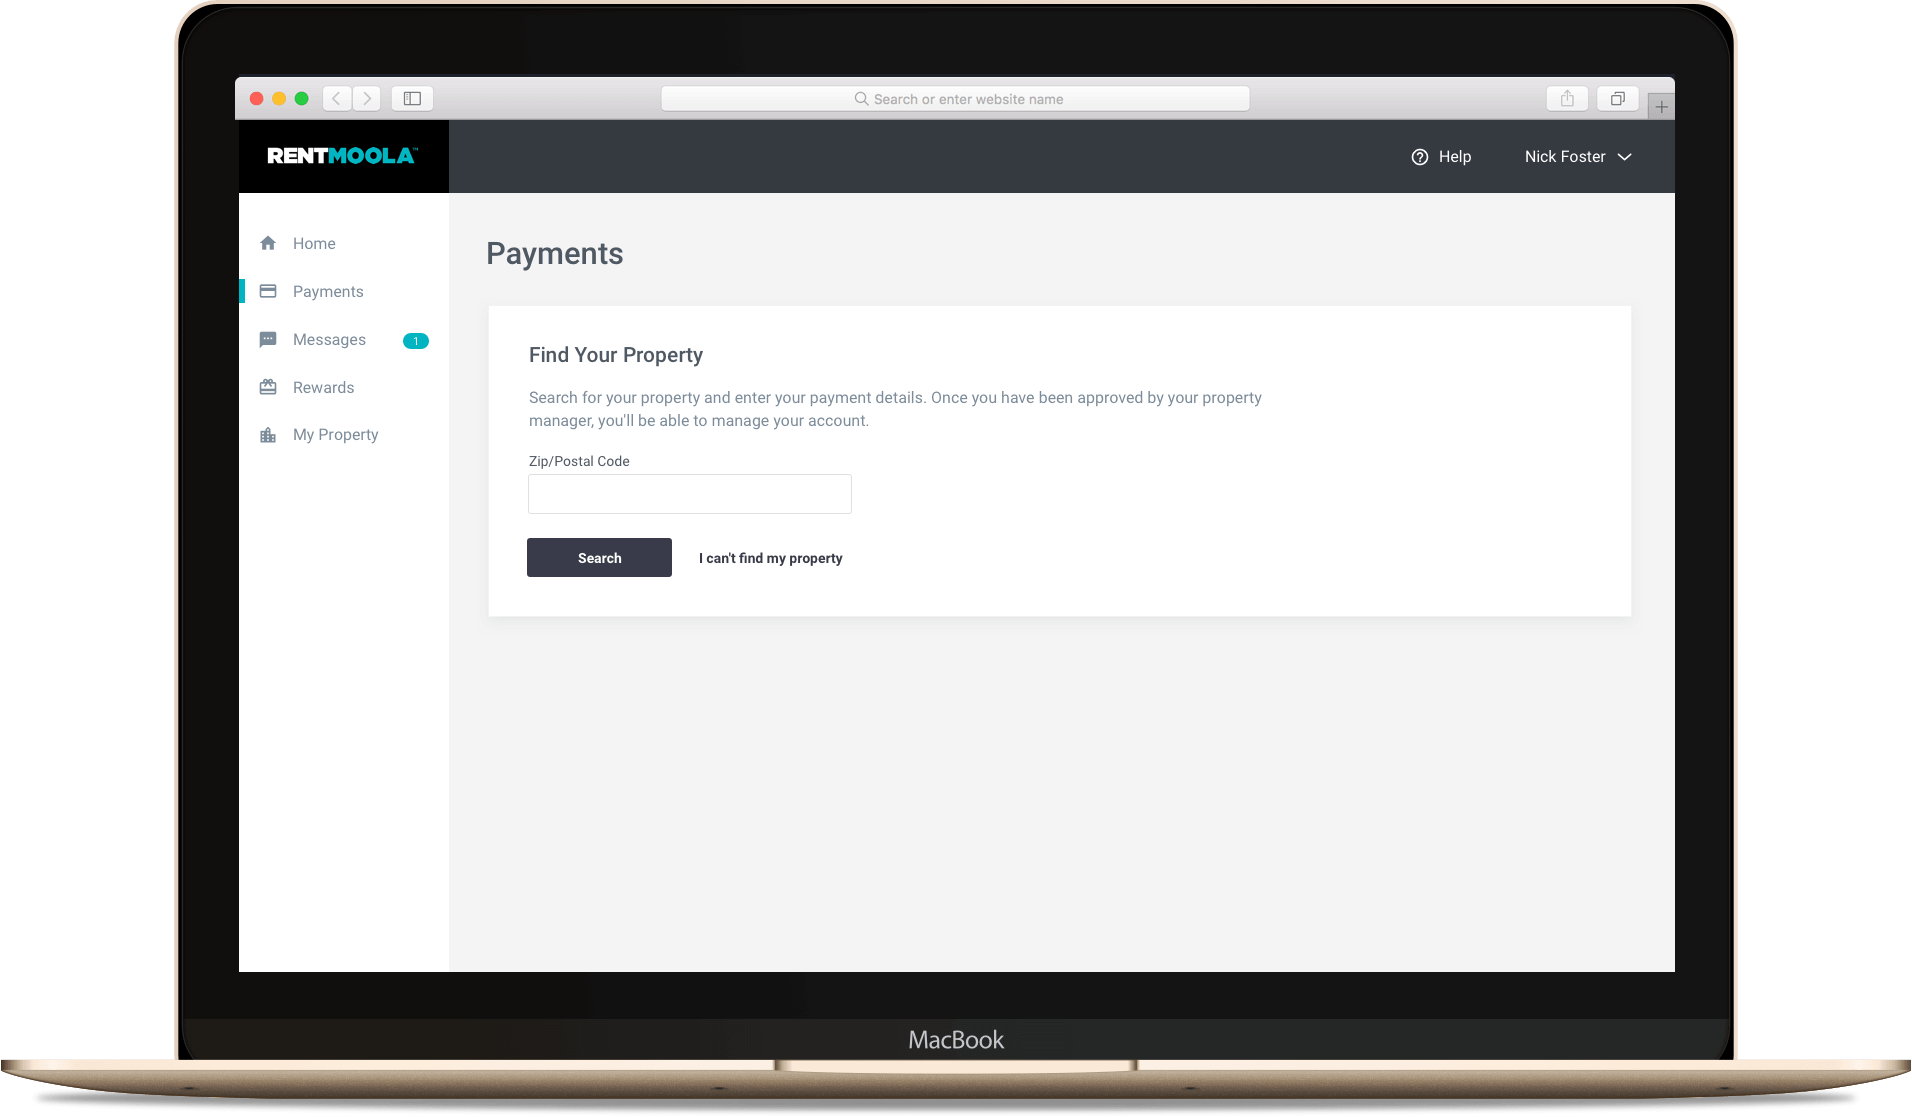 Search or enter website name
RENTMOOLA™
Help
Nick Foster
Home
Payments
Messages
1
Rewards
My Property
Payments
Find Your Property
Search for your property and enter your payment details. Once you have been approved by your property
manager, you'll be able to manage your account.
Zip/Postal Code
Search
I can't find my property
MacBook